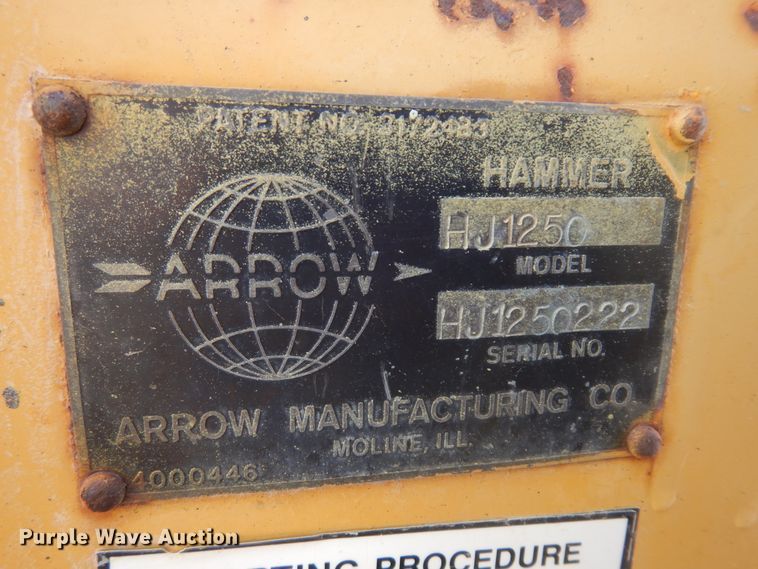 PATENT NO. 3172483
HAMMER
HJ1250
MODEL
ARROW
HJ1250222
SERIAL NO.
ARROW MANUFACTURING CO.
MOLINE, ILL.
4000446
Purple Wave Auction
PROCEDURE